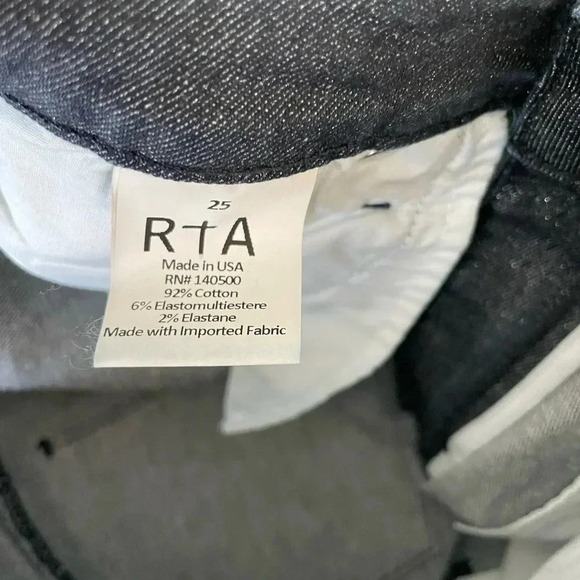 25
R†A
Made in USA
RN# 140500
92% Cotton
6% Elastomultiestere
2% Elastane
Made with Imported Fabric